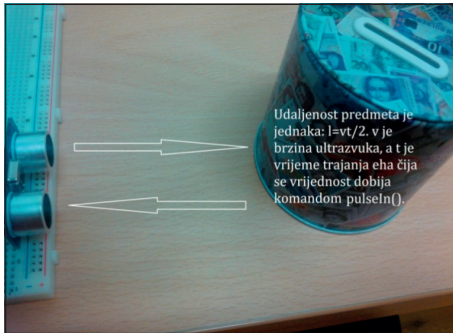 Udaljenost predmeta je
jednaka: l=vt/2. v je
brzina ultrazvuka, a t je
vrijeme trajanja eha čija
se vrijednost dobija
komandom pulseIn().